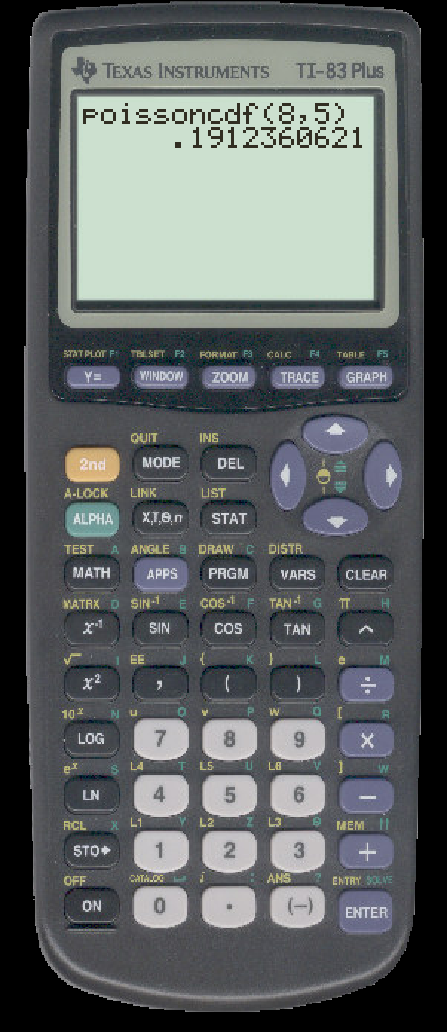 TEXAS INSTRUMENTS TI-83 Plus
poissoncdf(8,5)
.1912360621
STAT PLOT F1 TBLSET F2 FORMAT F3 CALC F4 TABLE F5
Y= WINDOW ZOOM TRACE GRAPH
QUIT INS
2nd MODE DEL
A-LOCK LINK LIST
ALPHA X,T,Θ,n STAT
TEST A ANGLE B DRAW C DISTR
MATH APPS PRGM VARS CLEAR
MATRX D SIN-1 E COS-1 F TAN-1 G π H
x-1 SIN COS TAN ^
√ I EE J { K } L e M
x² , ( ) ÷
10x N u O v P w Q [ R
LOG 7 8 9 ×
ex S L4 T L5 U L6 V ] W
LN 4 5 6 −
RCL X L1 Y L2 Z L3 θ MEM "
STO➧ 1 2 3 +
OFF CATALOG i : ANS ? ENTRY SOLVE
ON 0 . (−) ENTER